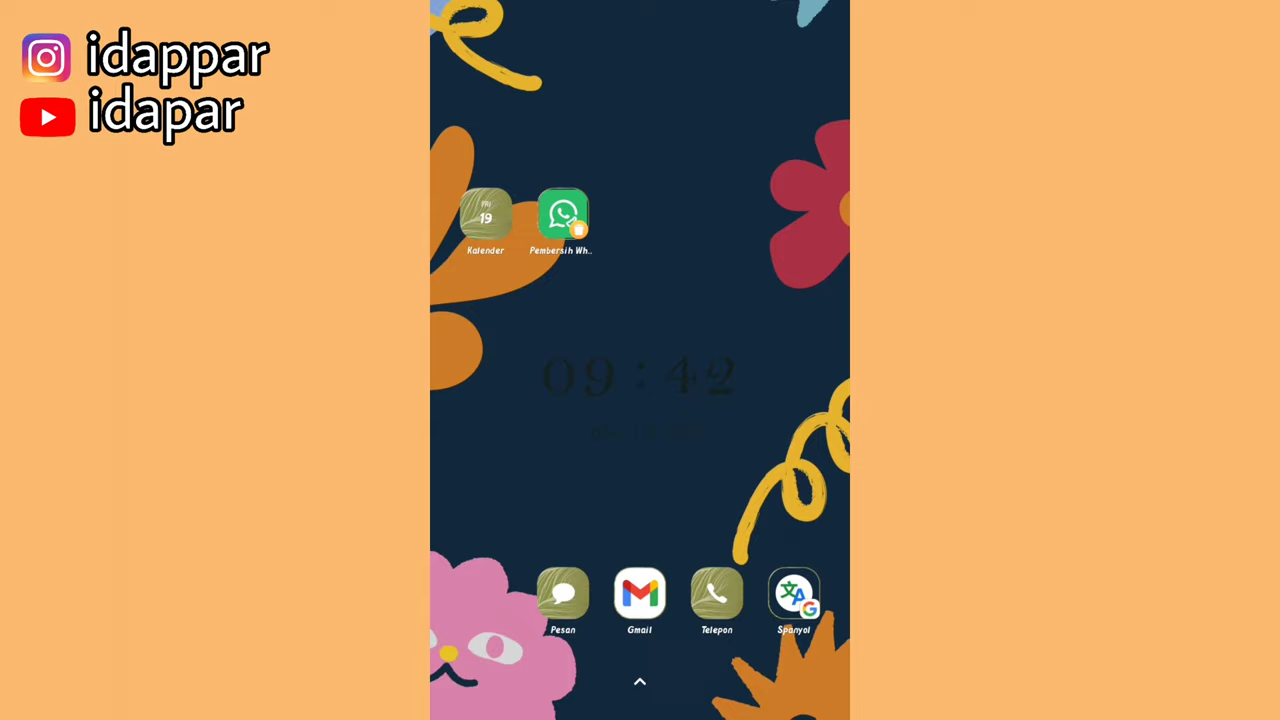 idappar
idapar
FRI
19
Kalender
Pembersih Wh..
09 : 42
Pesan
Gmail
Telepon
Spanyol